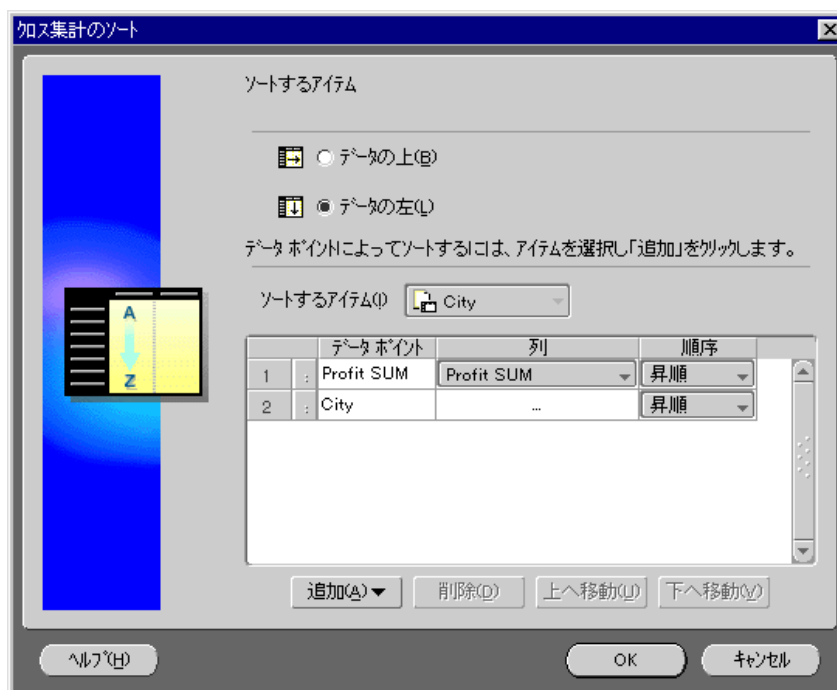 クロス集計のソート
ソートするアイテム
データの上(B)
データの左(L)
データ ポイントによってソートするには、アイテムを選択し「追加」をクリックします。
ソートするアイテム(I) City
データ ポイント 列 順序
1 : Profit SUM Profit SUM 昇順
2 : City ... 昇順
A
Z
追加(A) 削除(D) 上へ移動(U) 下へ移動(V)
ヘルプ(H) OK キャンセル